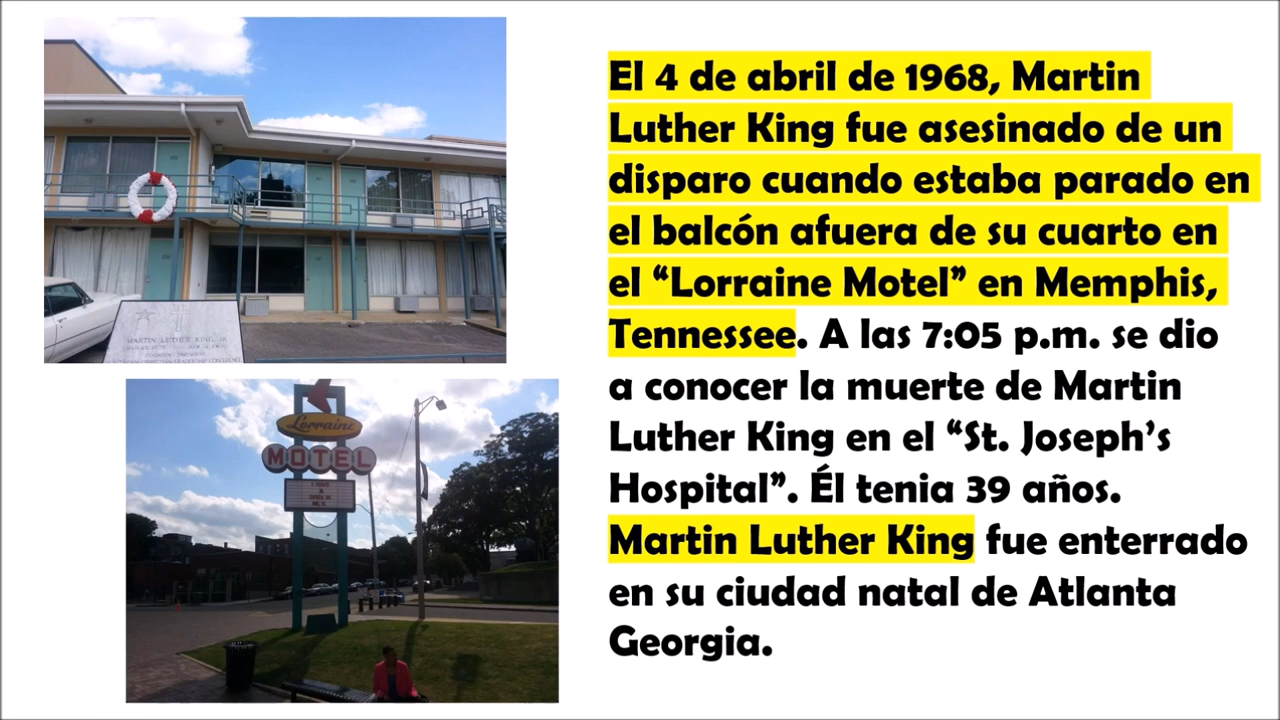 El 4 de abril de 1968, Martin
Luther King fue asesinado de un
disparo cuando estaba parado en
el balcón afuera de su cuarto en
el “Lorraine Motel” en Memphis,
Tennessee. A las 7:05 p.m. se dio
a conocer la muerte de Martin
Luther King en el “St. Joseph’s
Hospital”. Él tenia 39 años.
Martin Luther King fue enterrado
en su ciudad natal de Atlanta
Georgia.
MARTIN LUTHER KING JR
Lorraine
MOTEL